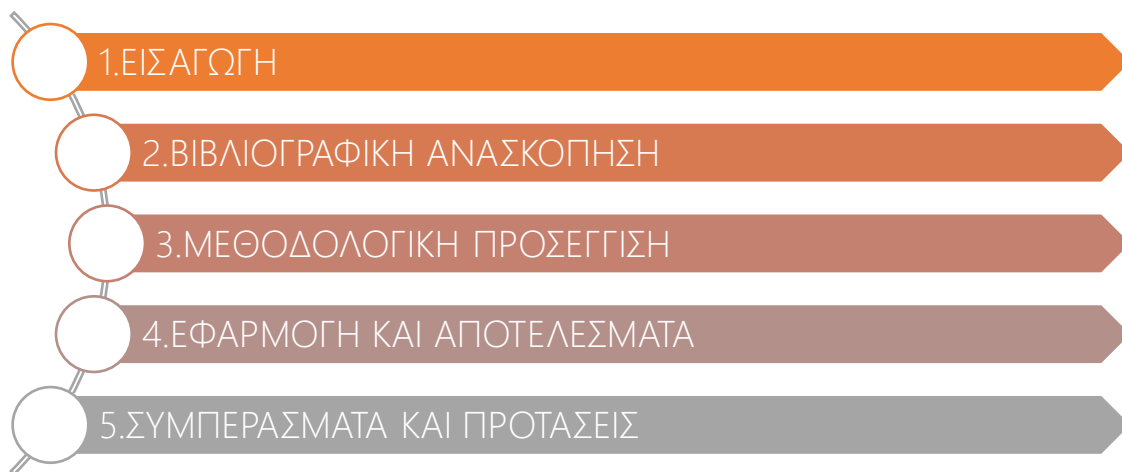 1.ΕΙΣΑΓΩΓΗ
2.ΒΙΒΛΙΟΓΡΑΦΙΚΗ ΑΝΑΣΚΟΠΗΣΗ
3.ΜΕΘΟΔΟΛΟΓΙΚΗ ΠΡΟΣΕΓΓΙΣΗ
4.ΕΦΑΡΜΟΓΗ ΚΑΙ ΑΠΟΤΕΛΕΣΜΑΤΑ
5.ΣΥΜΠΕΡΑΣΜΑΤΑ ΚΑΙ ΠΡΟΤΑΣΕΙΣ